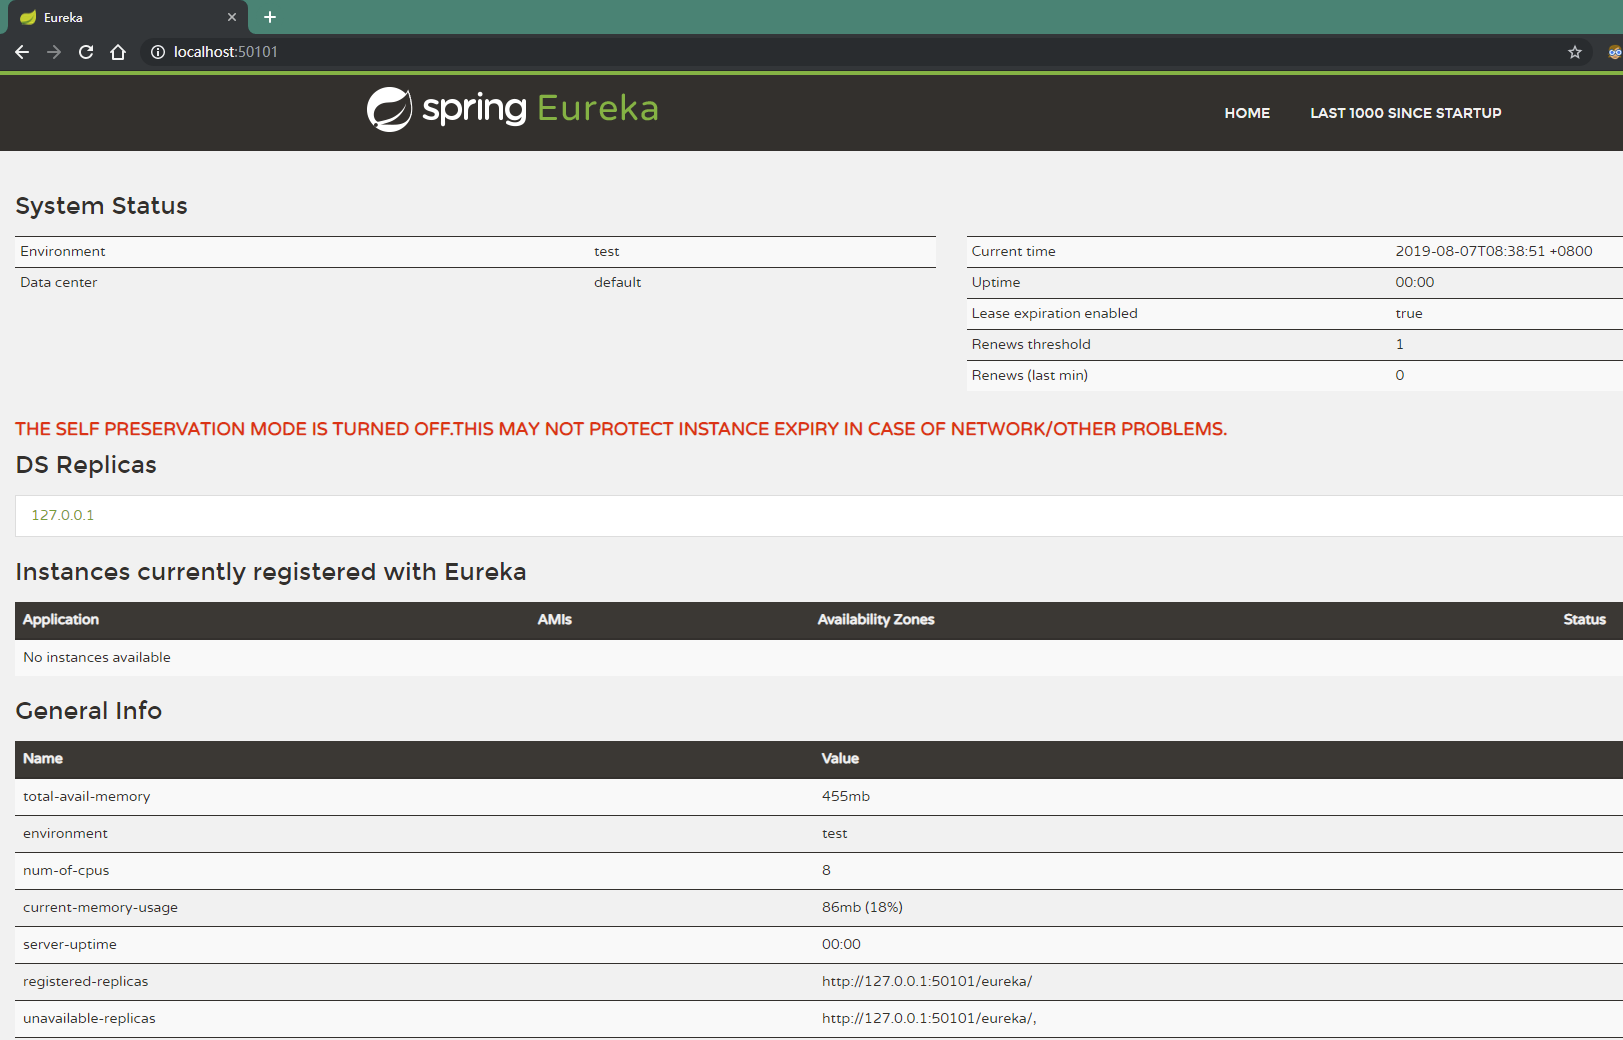 Eureka
localhost:50101
spring Eureka
HOME LAST 1000 SINCE STARTUP
System Status
Environment test
Data center default
Current time 2019-08-07T08:38:51 +0800
Uptime 00:00
Lease expiration enabled true
Renews threshold 1
Renews (last min) 0
THE SELF PRESERVATION MODE IS TURNED OFF.THIS MAY NOT PROTECT INSTANCE EXPIRY IN CASE OF NETWORK/OTHER PROBLEMS.
DS Replicas
127.0.0.1
Instances currently registered with Eureka
Application AMIs Availability Zones Status
No instances available
General Info
Name Value
total-avail-memory 455mb
environment test
num-of-cpus 8
current-memory-usage 86mb (18%)
server-uptime 00:00
registered-replicas http://127.0.0.1:50101/eureka/
unavailable-replicas http://127.0.0.1:50101/eureka/,